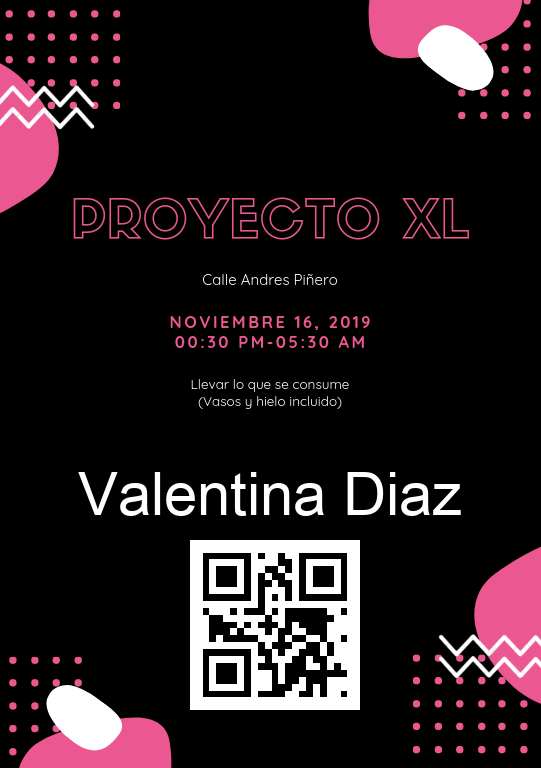 PROYECTO XL
Calle Andres Piñero
NOVIEMBRE 16, 2019
00:30 PM-05:30 AM
Llevar lo que se consume
(Vasos y hielo incluido)
Valentina Diaz